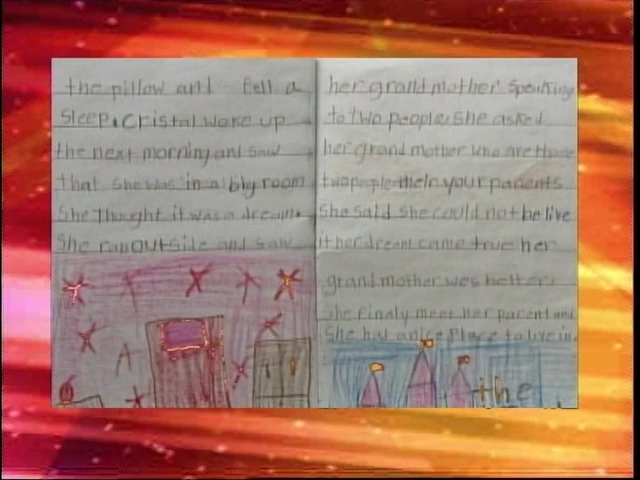 the pillow and fell a
sleep. Cristal woke up
the next morning and saw
that she was in a big room
She thought it was a dream.
She ran outside and saw
her grand mother speaking
to two people she asked
her grand mother who are those
two people their your parents
She said she could not be live
it her dream came true her
grand mother wes better.
she finaly meet her parent and
She had a nice place to live in.
the